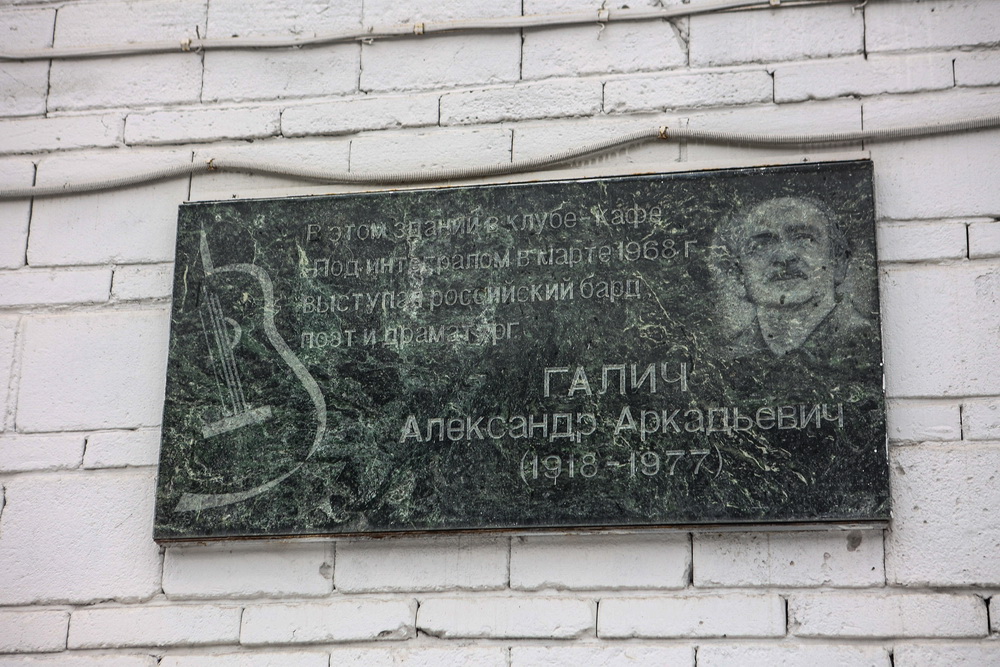 В этом здании в клубе-кафе
"Под интегралом" в марте 1968 г
выступал российский бард
поэт и драматург
ГАЛИЧ
Александр Аркадьевич
(1918-1977)